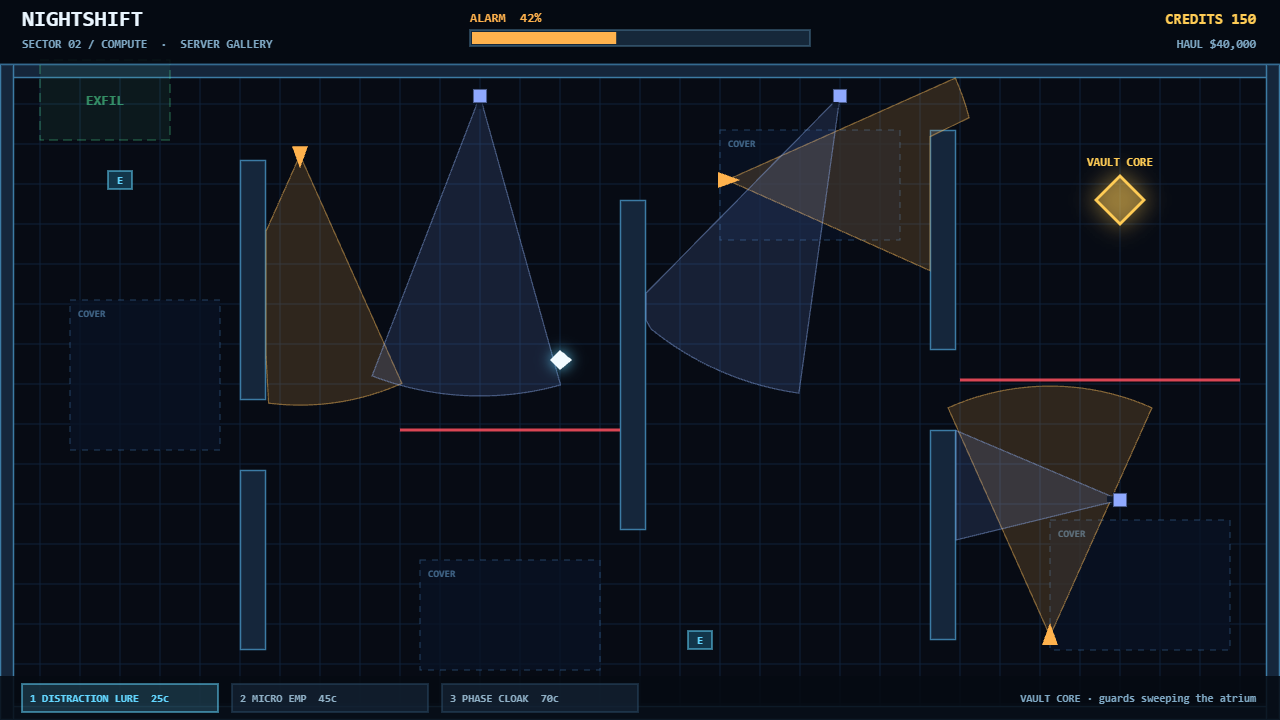 NIGHTSHIFT
SECTOR 02 / COMPUTE · SERVER GALLERY
ALARM 42%
CREDITS 150
HAUL $40,000
EXFIL
E
COVER
VAULT CORE
COVER
COVER
COVER
E
1 DISTRACTION LURE 25c
2 MICRO EMP 45c
3 PHASE CLOAK 70c
VAULT CORE · guards sweeping the atrium